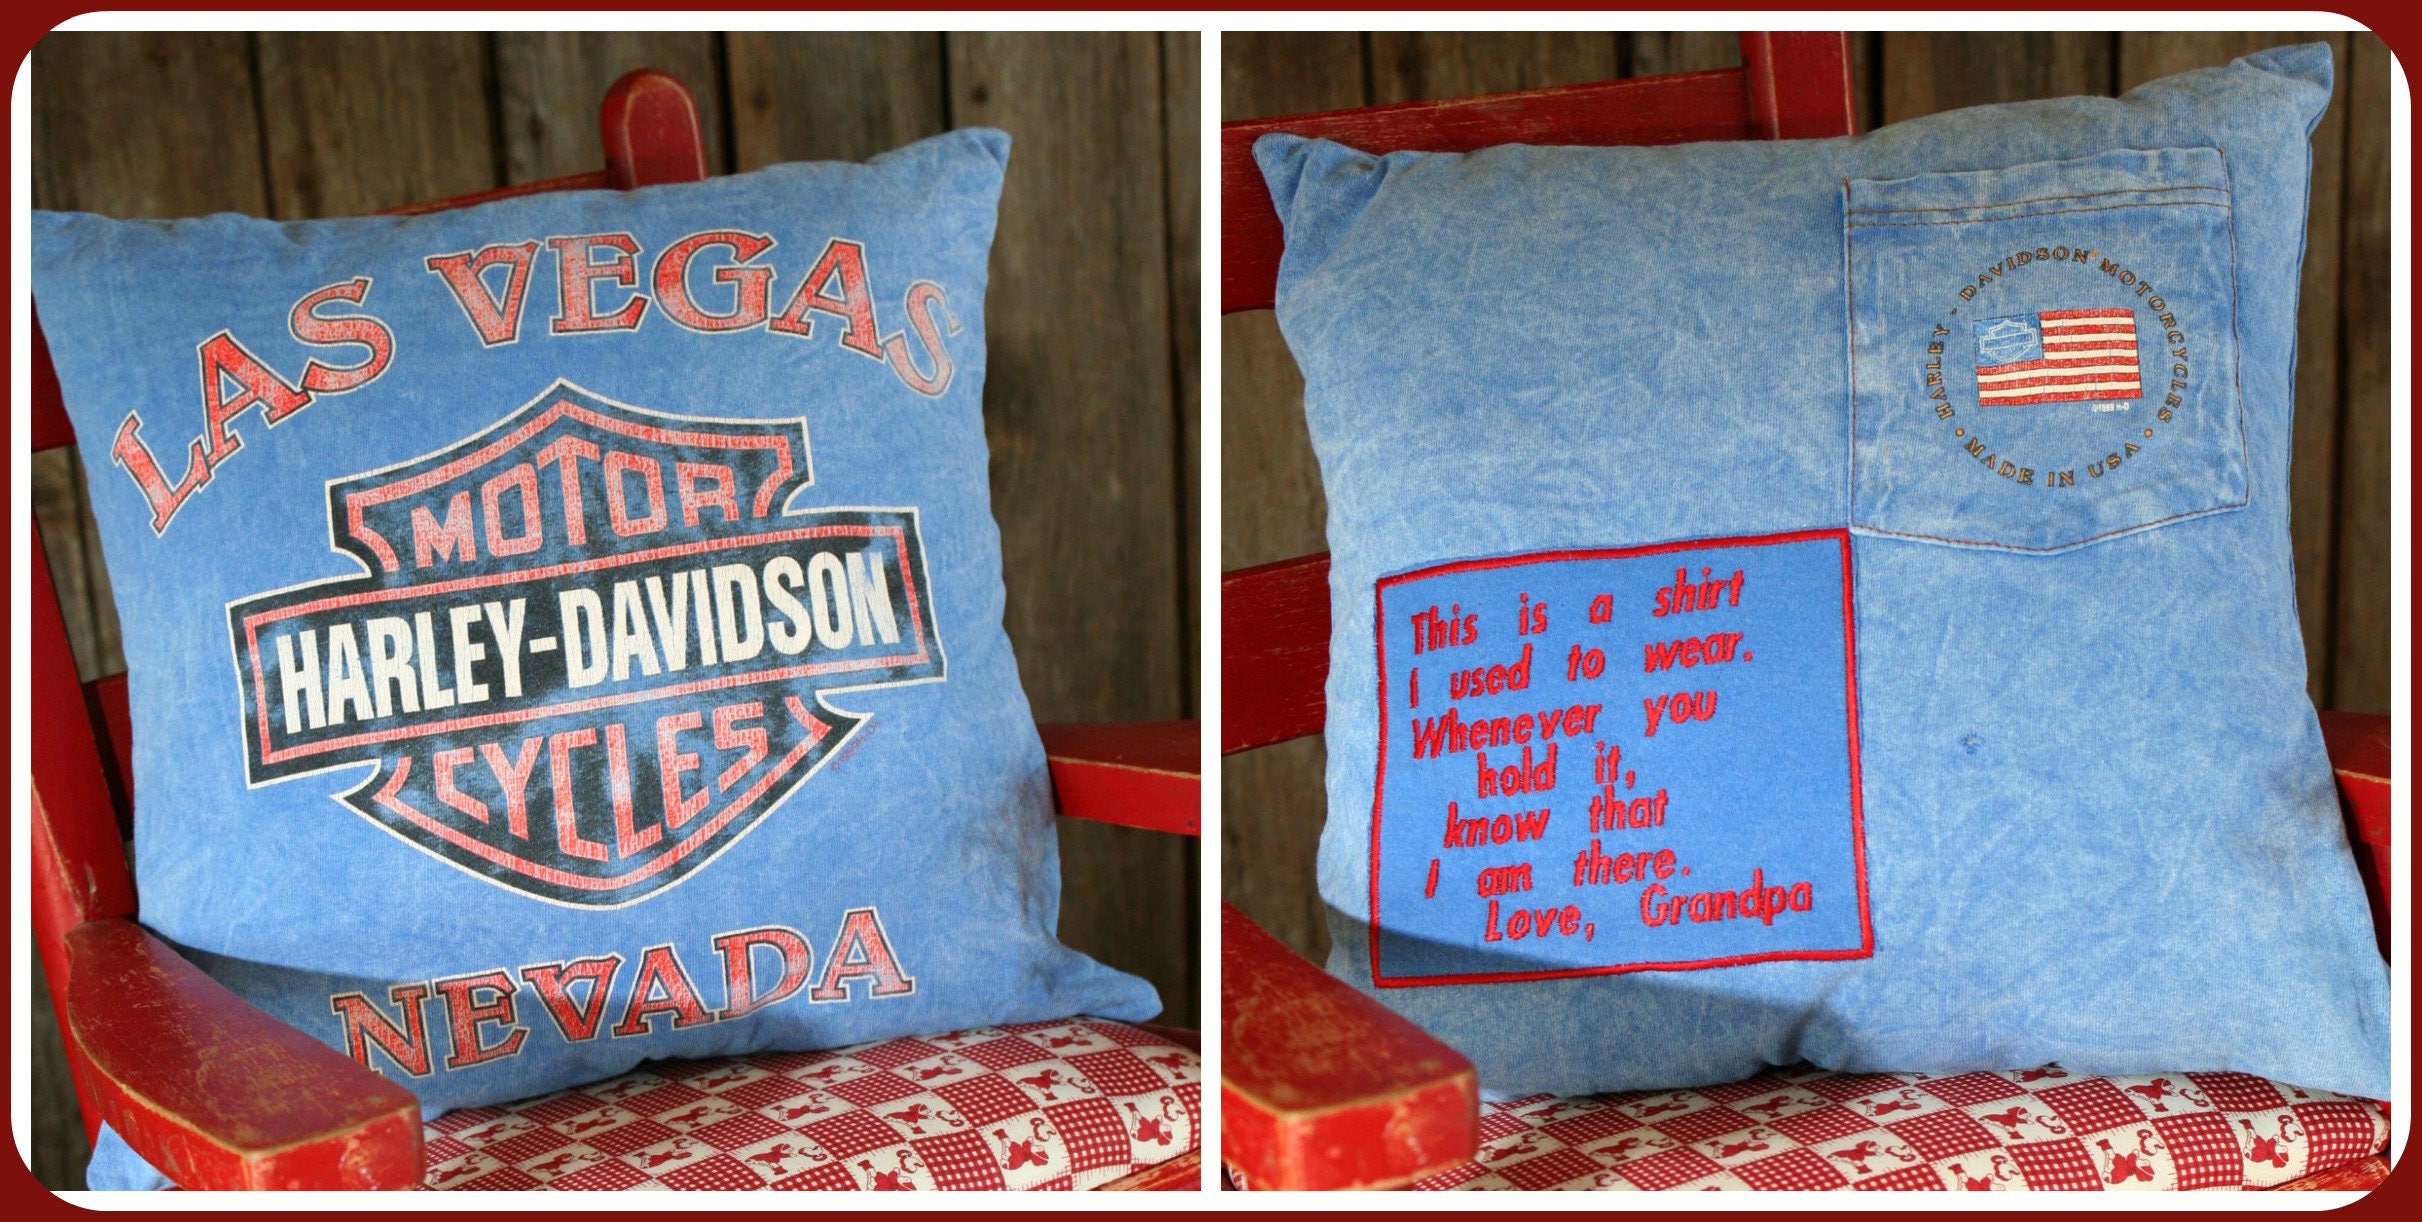 LAS VEGAS
MOTOR
HARLEY-DAVIDSON
CYCLES
NEVADA
HARLEY-DAVIDSON MOTORCYCLES
MADE IN USA
This is a shirt
I used to wear.
Whenever you
hold it,
know that
I am there.
Love, Grandpa